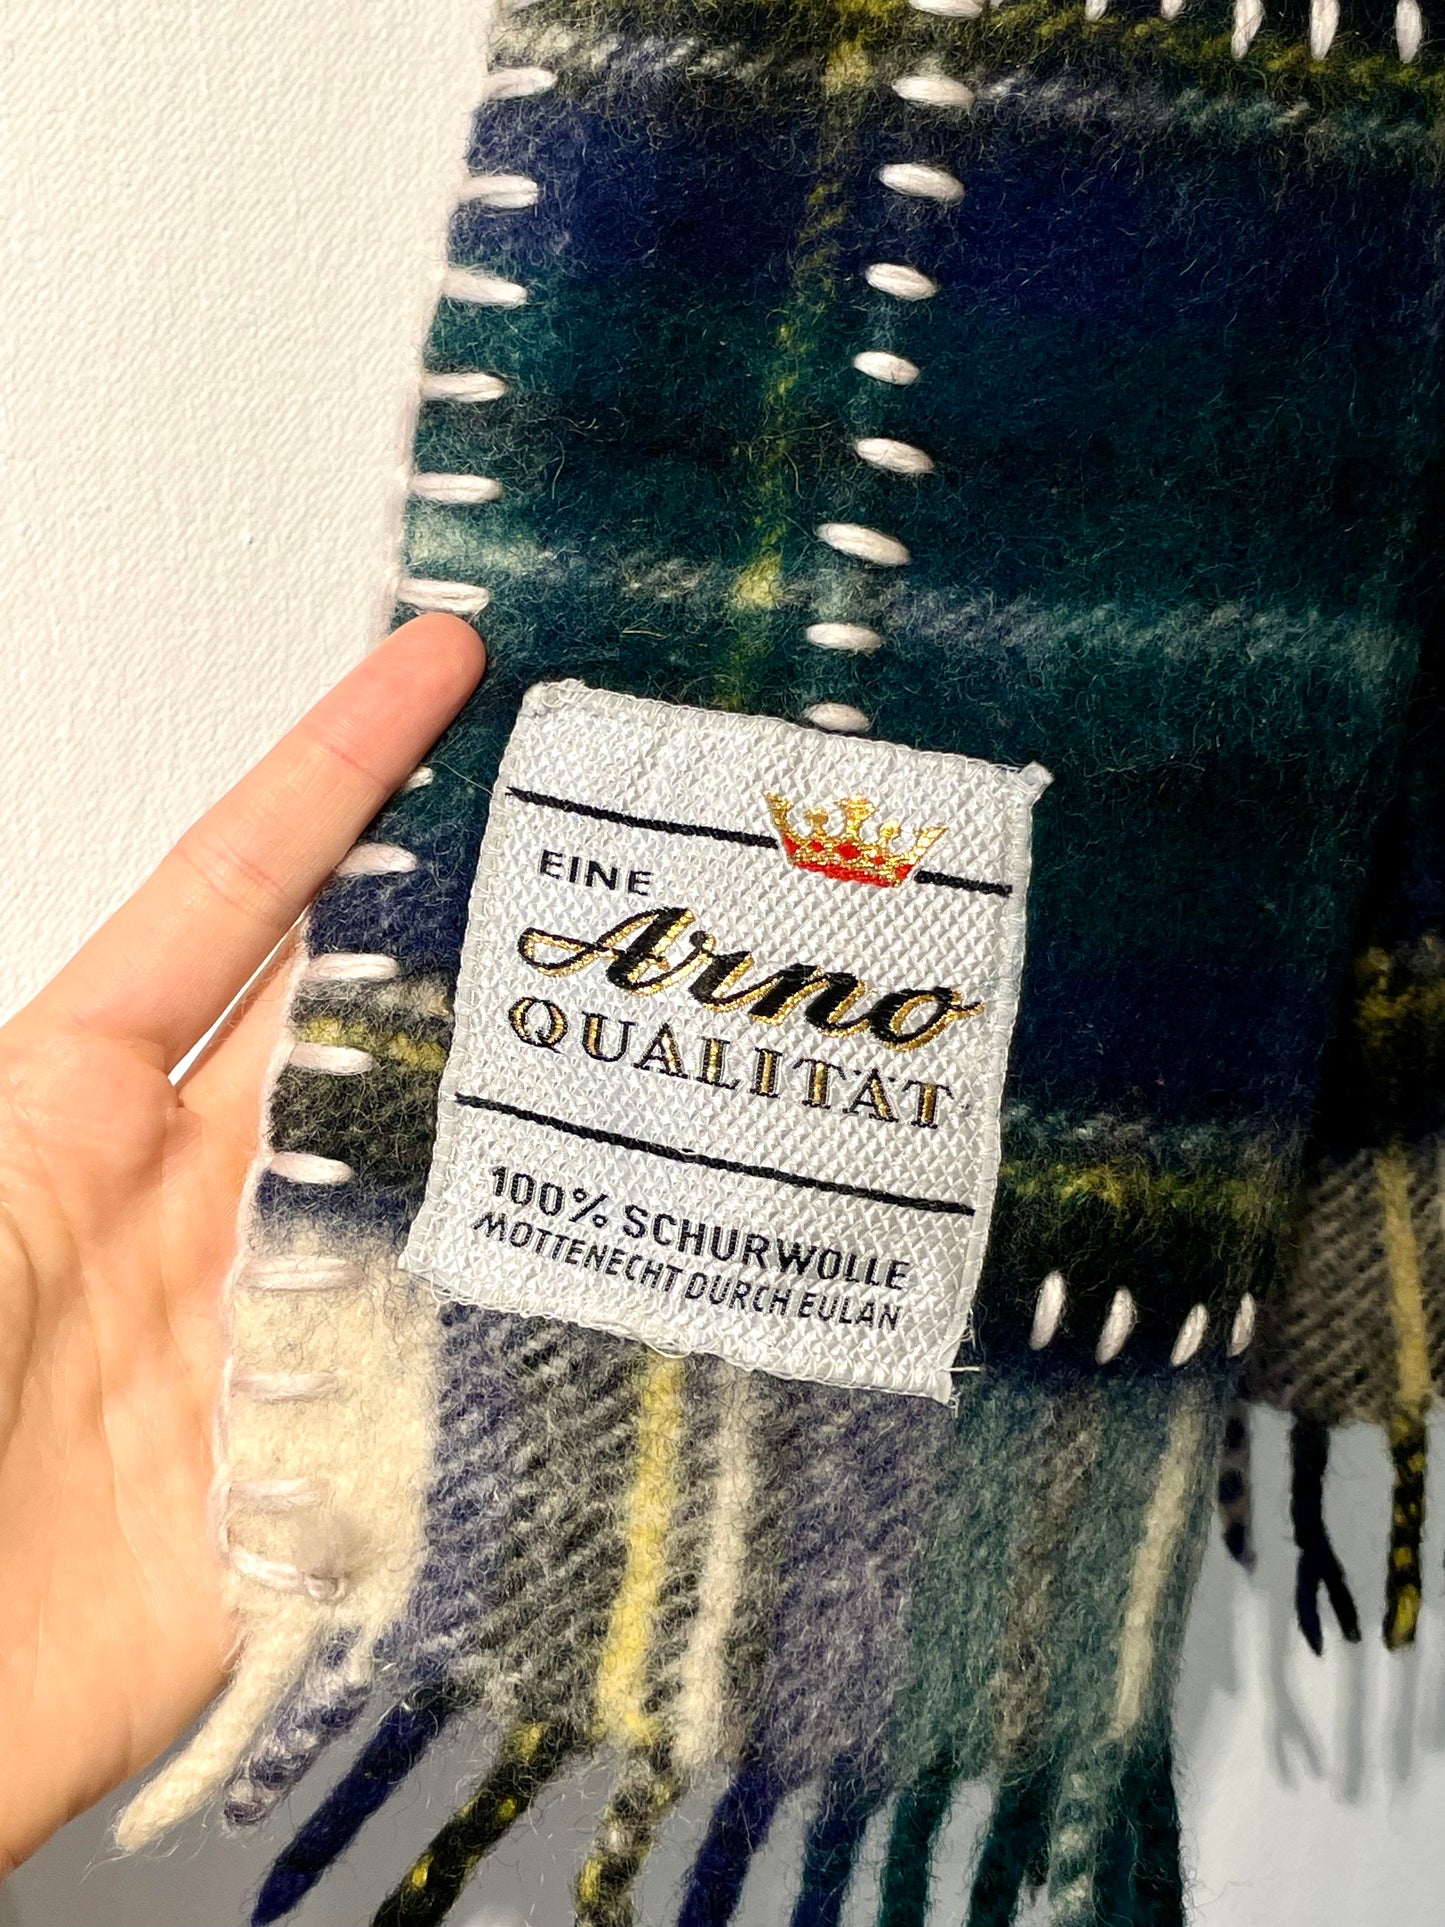 EINE
Arno
QUALITÄT
100% SCHURWOLLE
MOTTENECHT DURCH EULAN